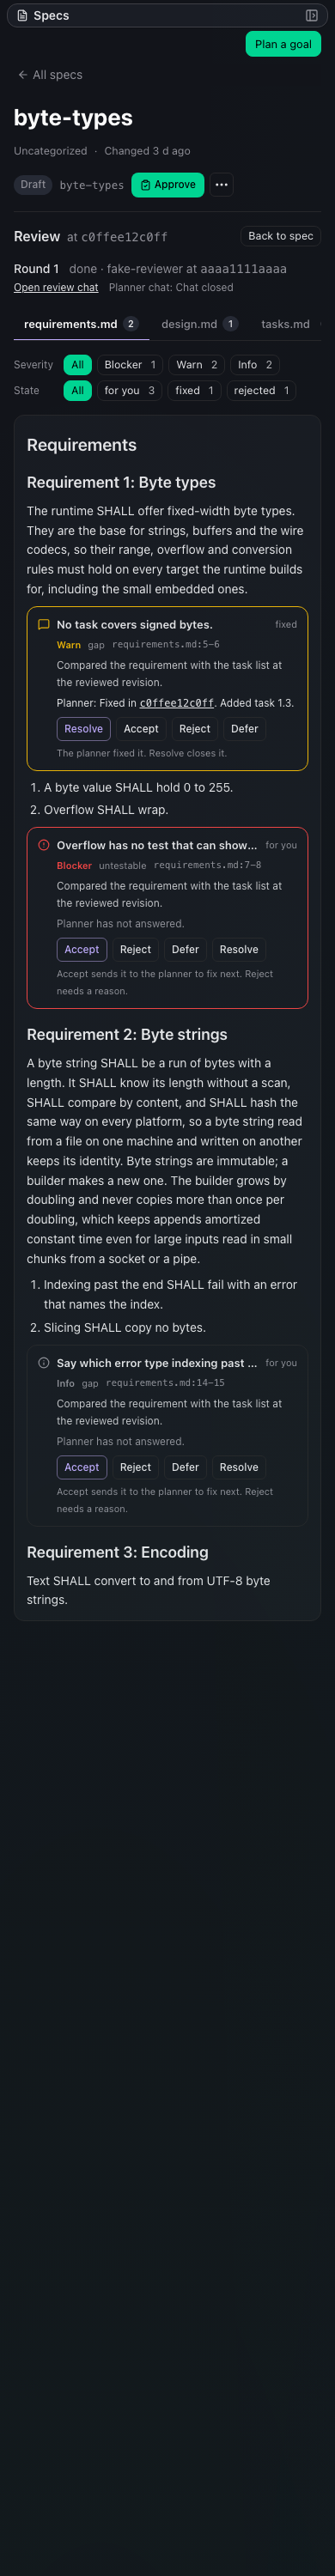 Specs
Plan a goal
All specs
byte-types
Uncategorized · Changed 3 d ago
Draft byte-types Approve
Review at c0ffee12c0ff Back to spec
Round 1 done · fake-reviewer at aaaa1111aaaa
Open review chat Planner chat: Chat closed
requirements.md 2 design.md 1 tasks.md
Severity All Blocker 1 Warn 2 Info 2
State All for you 3 fixed 1 rejected 1
Requirements
Requirement 1: Byte types
The runtime SHALL offer fixed-width byte types.
They are the base for strings, buffers and the wire
codecs, so their range, overflow and conversion
rules must hold on every target the runtime builds
for, including the small embedded ones.
No task covers signed bytes. fixed
Warn gap requirements.md:5–6
Compared the requirement with the task list at
the reviewed revision.
Planner: Fixed in c0ffee12c0ff. Added task 1.3.
Resolve Accept Reject Defer
The planner fixed it. Resolve closes it.
1. A byte value SHALL hold 0 to 255.
2. Overflow SHALL wrap.
Overflow has no test that can show... for you
Blocker untestable requirements.md:7–8
Compared the requirement with the task list at
the reviewed revision.
Planner has not answered.
Accept Reject Defer Resolve
Accept sends it to the planner to fix next. Reject
needs a reason.
Requirement 2: Byte strings
A byte string SHALL be a run of bytes with a
length. It SHALL know its length without a scan,
SHALL compare by content, and SHALL hash the
same way on every platform, so a byte string read
from a file on one machine and written on another
keeps its identity. Byte strings are immutable; a
builder makes a new one. The builder grows by
doubling and never copies more than once per
doubling, which keeps appends amortized
constant time even for large inputs read in small
chunks from a socket or a pipe.
1. Indexing past the end SHALL fail with an error
that names the index.
2. Slicing SHALL copy no bytes.
Say which error type indexing past ... for you
Info gap requirements.md:14–15
Compared the requirement with the task list at
the reviewed revision.
Planner has not answered.
Accept Reject Defer Resolve
Accept sends it to the planner to fix next. Reject
needs a reason.
Requirement 3: Encoding
Text SHALL convert to and from UTF-8 byte
strings.